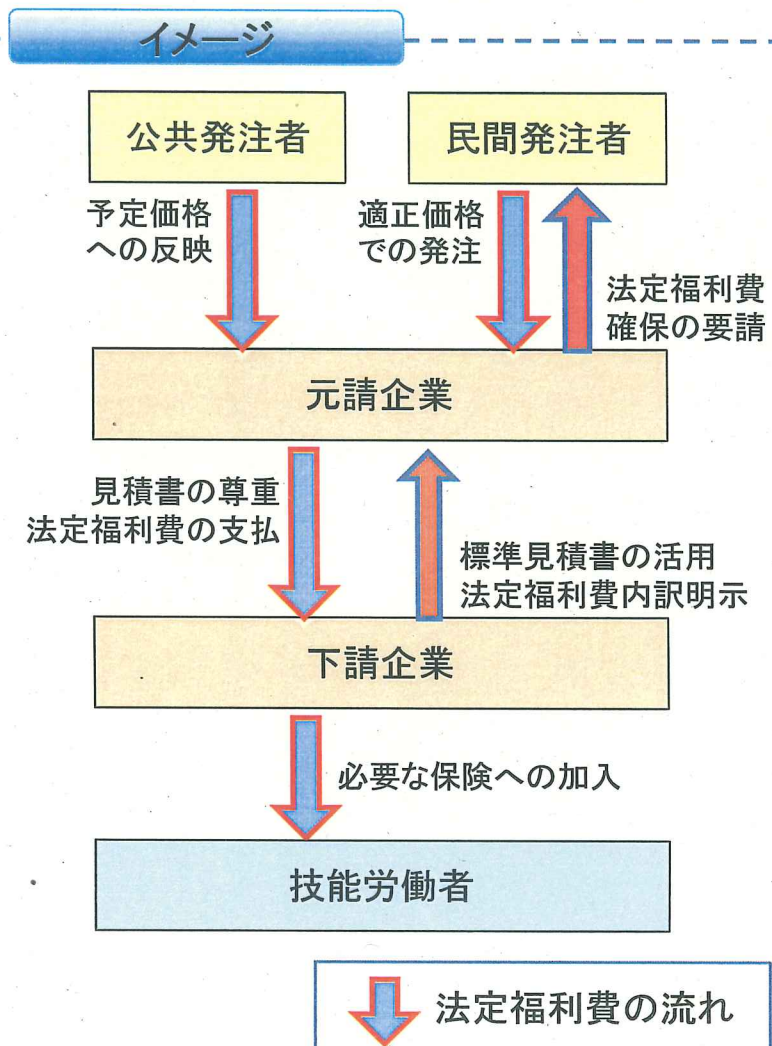 イメージ
公共発注者
民間発注者
予定価格
への反映
適正価格
での発注
法定福利費
確保の要請
元請企業
見積書の尊重
法定福利費の支払
標準見積書の活用
法定福利費内訳明示
下請企業
必要な保険への加入
技能労働者
法定福利費の流れ